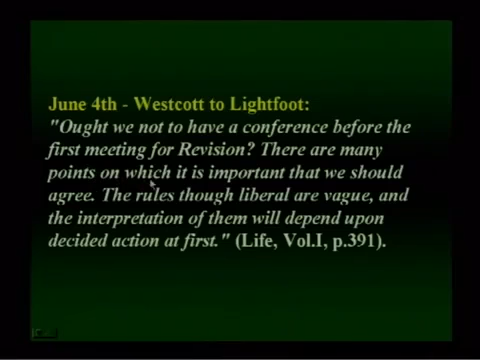 June 4th - Westcott to Lightfoot:
"Ought we not to have a conference before the
first meeting for Revision? There are many
points on which it is important that we should
agree. The rules though liberal are vague, and
the interpretation of them will depend upon
decided action at first." (Life, Vol.I, p.391).